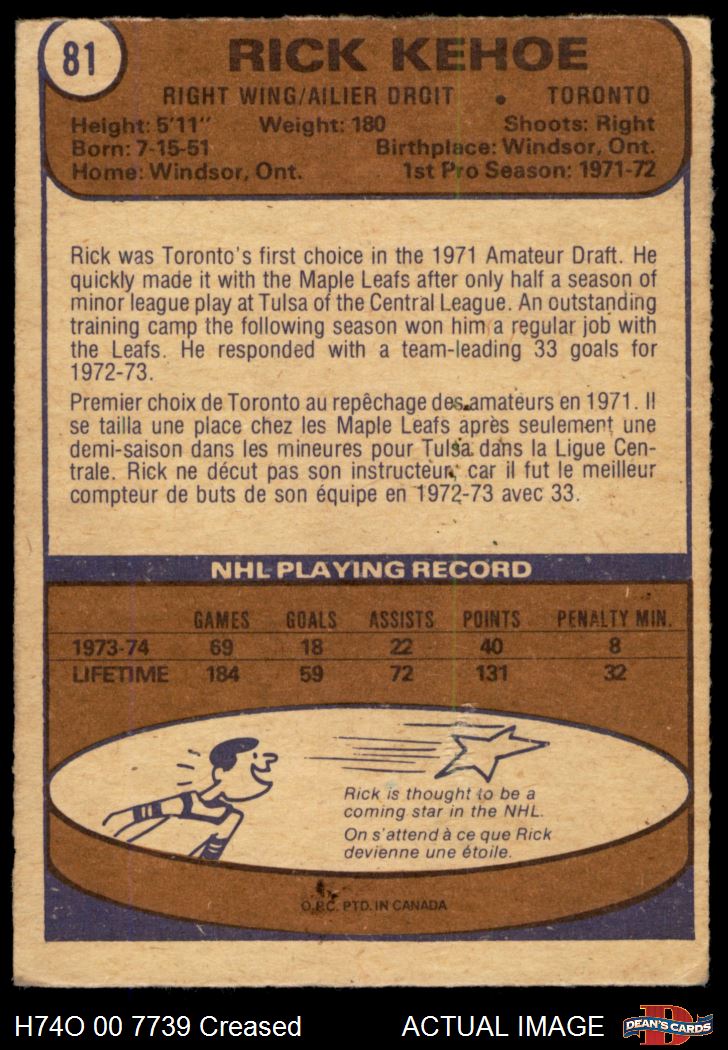 81
RICK KEHOE
RIGHT WING/AILIER DROIT • TORONTO
Height: 5'11" Weight: 180 Shoots: Right
Born: 7-15-51 Birthplace: Windsor, Ont.
Home: Windsor, Ont. 1st Pro Season: 1971-72
Rick was Toronto's first choice in the 1971 Amateur Draft. He
quickly made it with the Maple Leafs after only half a season of
minor league play at Tulsa of the Central League. An outstanding
training camp the following season won him a regular job with
the Leafs. He responded with a team-leading 33 goals for
1972-73.
Premier choix de Toronto au repêchage des amateurs en 1971. Il
se tailla une place chez les Maple Leafs après seulement une
demi-saison dans les mineures pour Tulsa dans la Ligue Cen-
trale. Rick ne décut pas son instructeur, car il fut le meilleur
compteur de buts de son équipe en 1972-73 avec 33.
NHL PLAYING RECORD
GAMES GOALS ASSISTS POINTS PENALTY MIN.
1973-74 69 18 22 40 8
LIFETIME 184 59 72 131 32
Rick is thought to be a
coming star in the NHL.
On s'attend à ce que Rick
devienne une étoile.
O.P.C. PTD. IN CANADA
H74O 00 7739 Creased ACTUAL IMAGE
D
DEAN'S CARDS